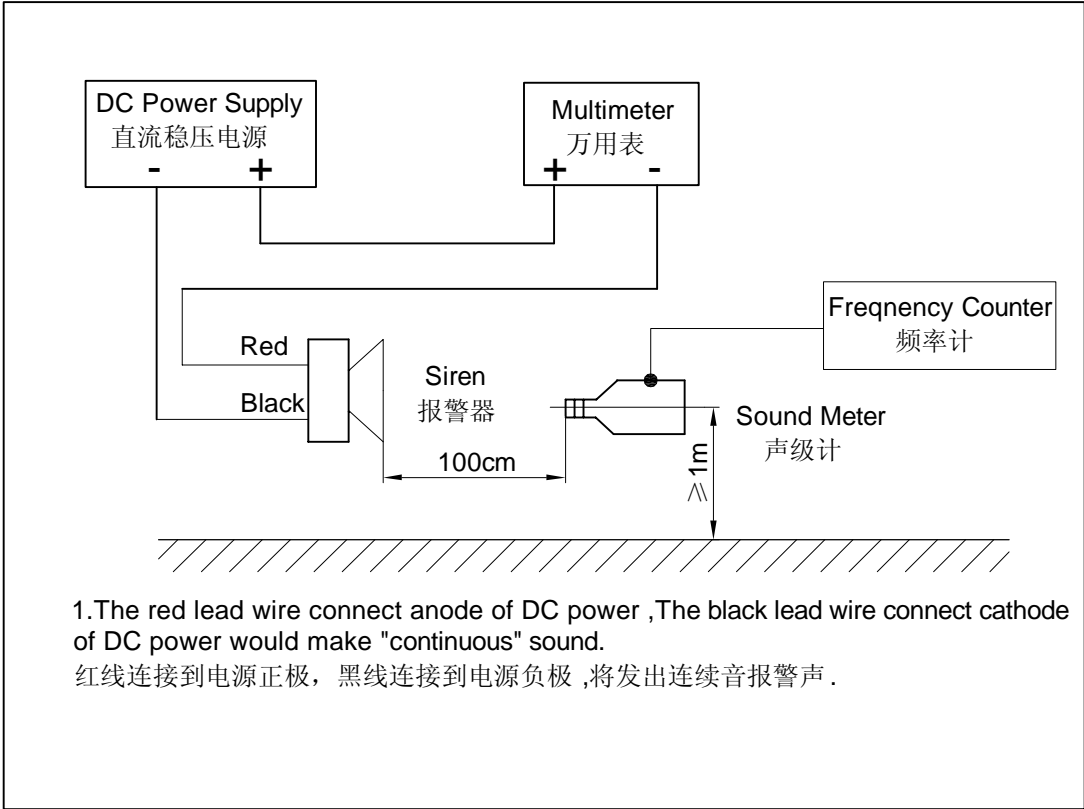 DC Power Supply
直流稳压电源
- +
Multimeter
万用表
+ -
Freqnency Counter
频率计
Red
Black
Siren
报警器
Sound Meter
声级计
100cm
≥1m
1.The red lead wire connect anode of DC power ,The black lead wire connect cathode
of DC power would make "continuous" sound.
红线连接到电源正极，黑线连接到电源负极 ,将发出连续音报警声 .